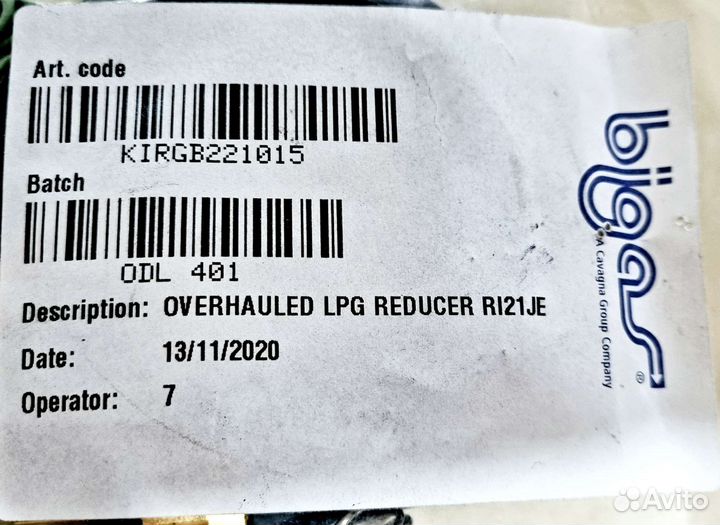 Art. code
KIRGB221015
Batch
ODL 401
Description: OVERHAULED LPG REDUCER RI21JE
Date: 13/11/2020
Operator: 7
bigas
A Cavagna Group Company
®
Avito